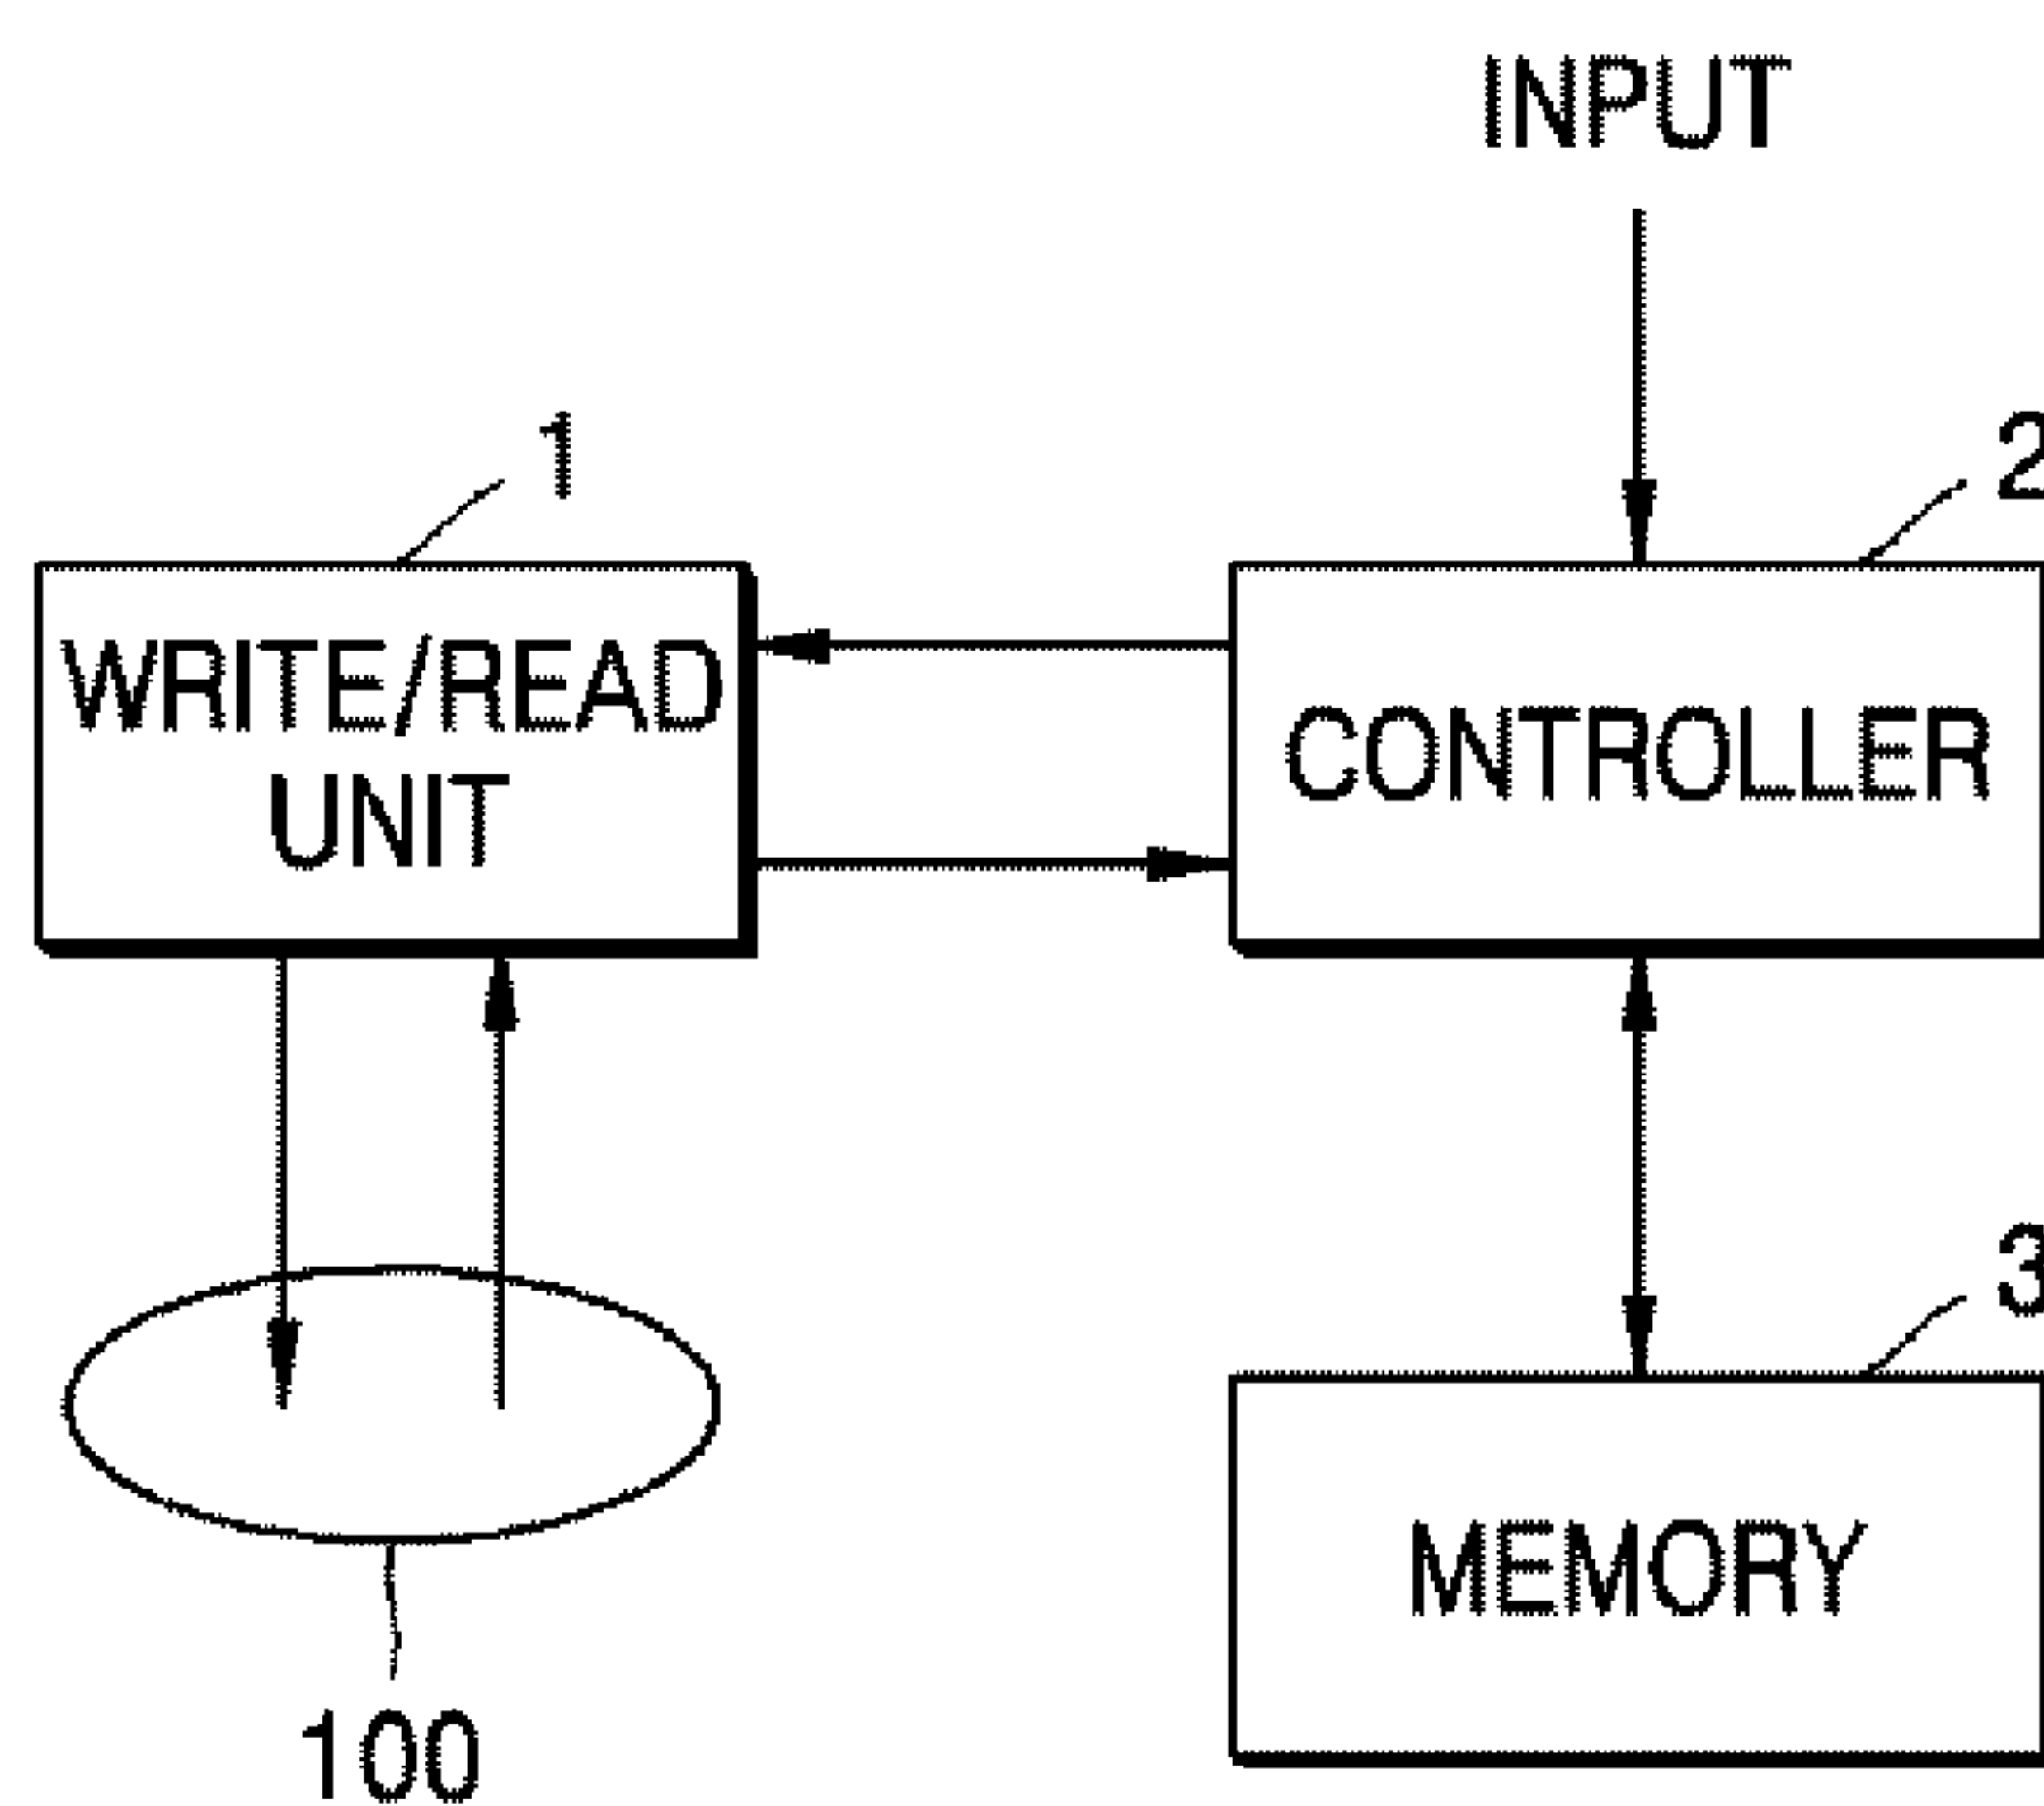 INPUT
1
2
WRITE/READ
UNIT
CONTROLLER
3
MEMORY
100